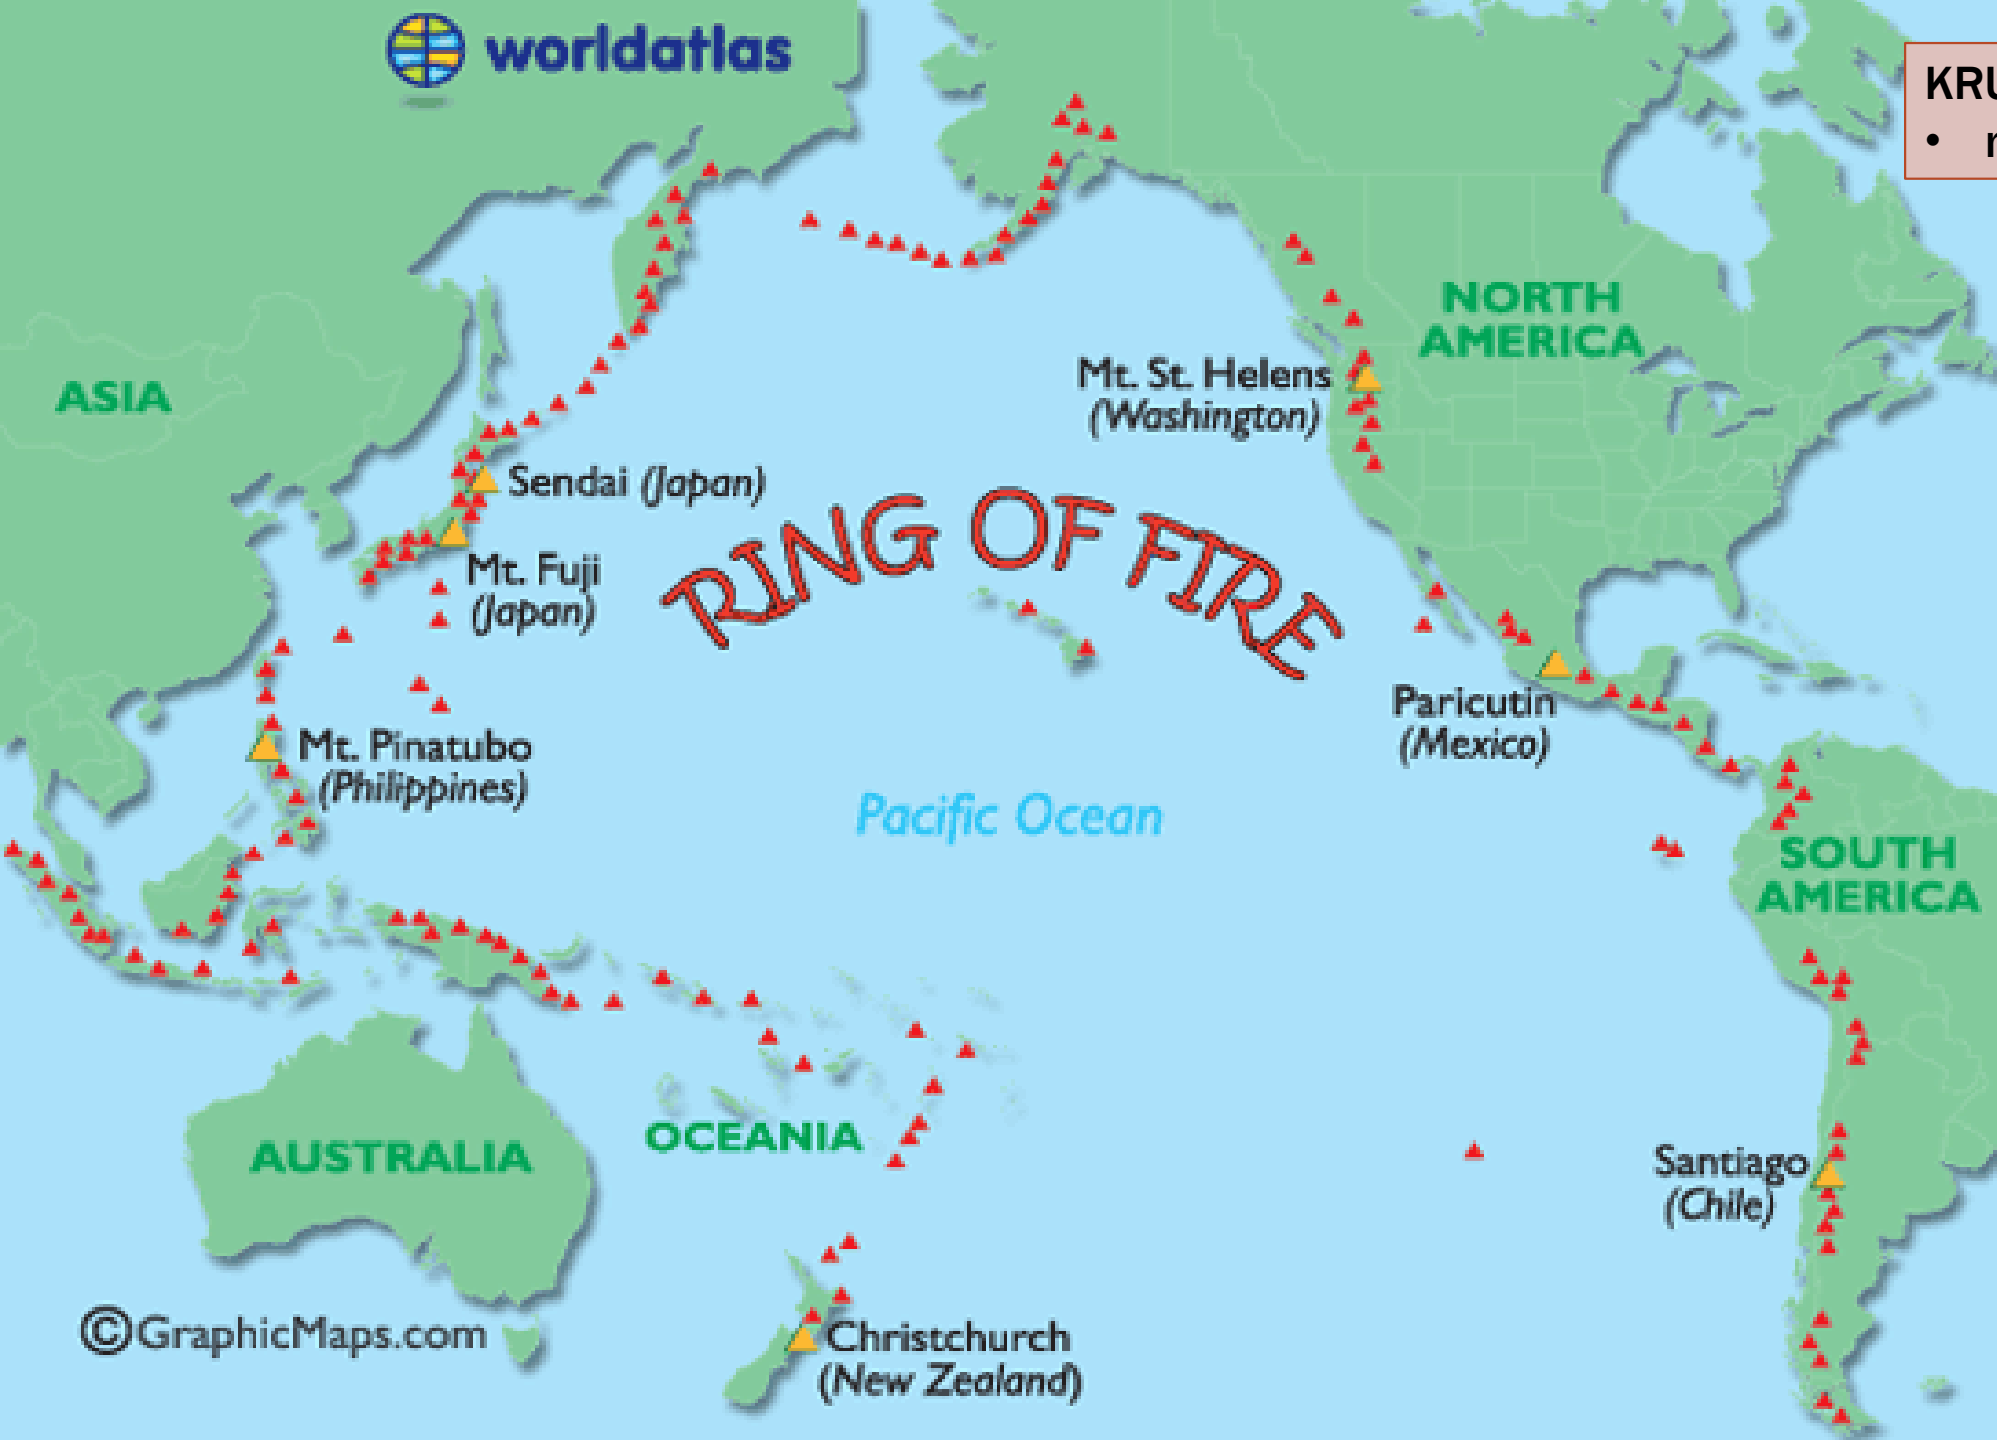 worldatlas
KRU
• r
NORTH
AMERICA
Mt. St. Helens
(Washington)
ASIA
Sendai (Japan)
RING OF FIRE
Mt. Fuji
(Japan)
Paricutin
(Mexico)
Mt. Pinatubo
(Philippines)
Pacific Ocean
SOUTH
AMERICA
OCEANIA
AUSTRALIA
Santiago
(Chile)
©GraphicMaps.com
Christchurch
(New Zealand)